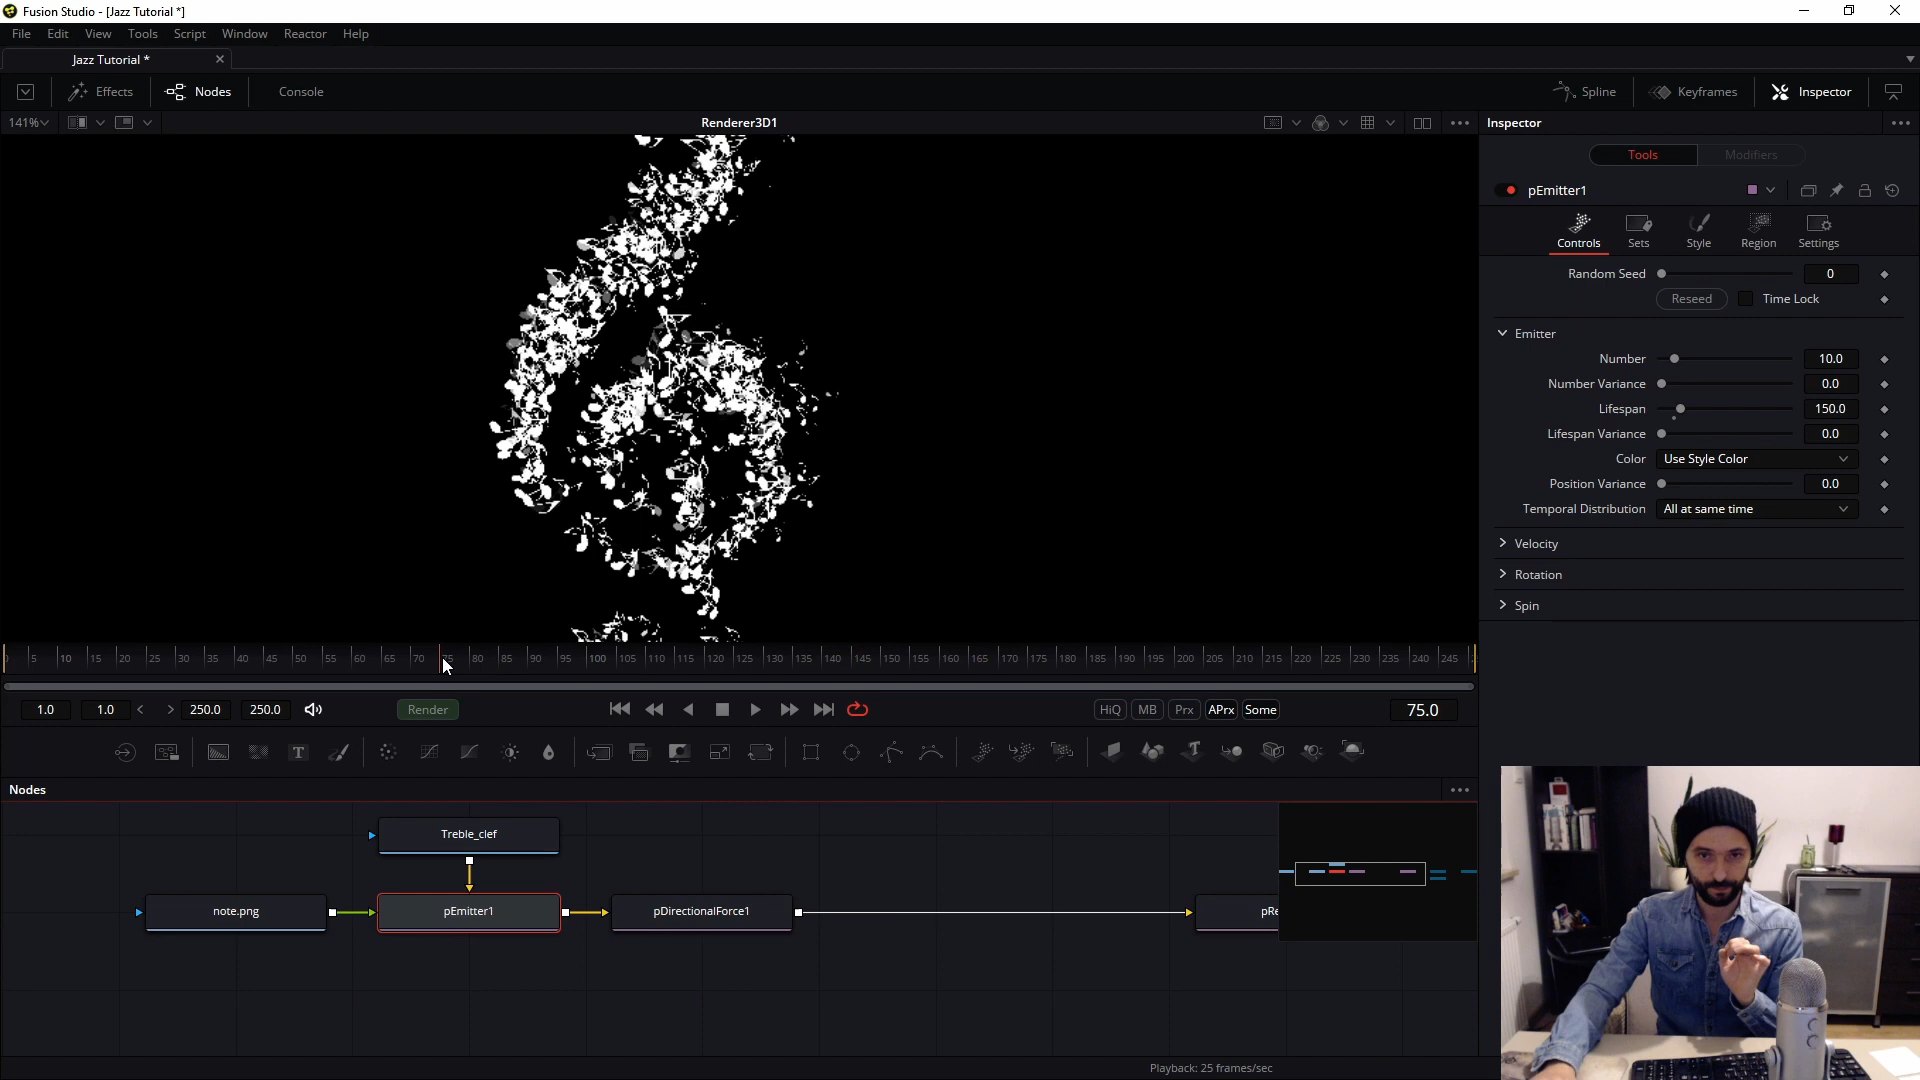 Fusion Studio - [Jazz Tutorial *]
File Edit View Tools Script Window Reactor Help
Jazz Tutorial *
Effects Nodes Console Spline Keyframes Inspector
141% Renderer3D1 Inspector
Tools Modifiers
pEmitter1
Controls Sets Style Region Settings
Random Seed 0
Reseed Time Lock
Emitter
Number 10.0
Number Variance 0.0
Lifespan 150.0
Lifespan Variance 0.0
Color Use Style Color
Position Variance 0.0
Temporal Distribution All at same time
Velocity
Rotation
Spin
5 10 15 20 25 30 35 40 45 50 55 60 65 70 75 80 85 90 95 100 105 110 115 120 125 130 135 140 145 150 155 160 165 170 175 180 185 190 195 200 205 210 215 220 225 230 235 240 245
1.0 1.0 < > 250.0 250.0 Render HiQ MB Prx APrx Some 75.0
Nodes
Treble_clef
note.png pEmitter1 pDirectionalForce1 pRe
Playback: 25 frames/sec